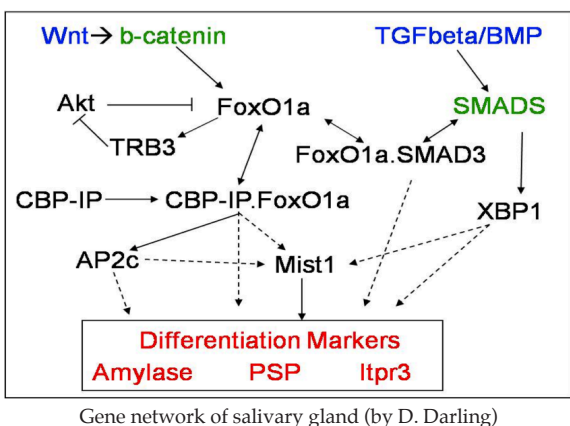 Wnt→b-catenin TGFbeta/BMP
Akt FoxO1a SMADS
TRB3 FoxO1a.SMAD3
CBP-IP CBP-IP.FoxO1a XBP1
AP2c Mist1
Differentiation Markers
Amylase PSP Itpr3
Gene network of salivary gland (by D. Darling)